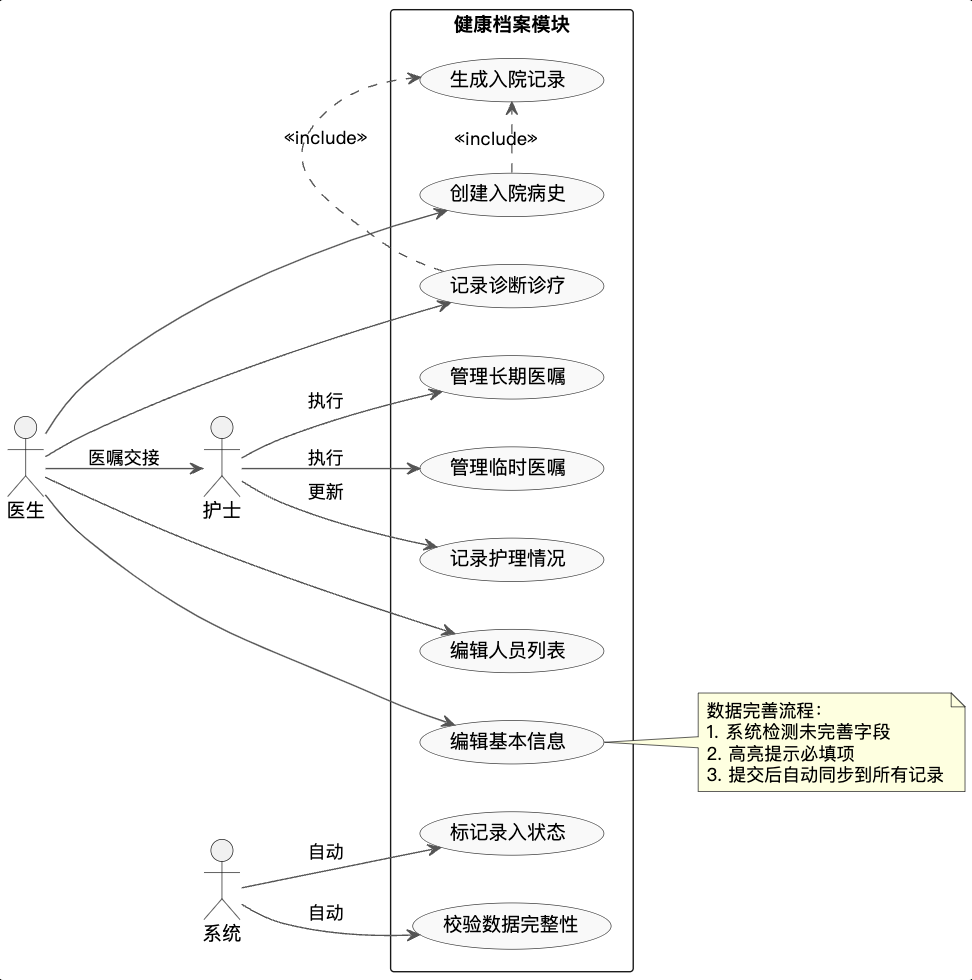 健康档案模块
生成入院记录
«include»
«include»
创建入院病史
记录诊断诊疗
管理长期医嘱
执行
医嘱交接
执行
管理临时医嘱
更新
医生
护士
记录护理情况
编辑人员列表
编辑基本信息
数据完善流程：
1. 系统检测未完善字段
2. 高亮提示必填项
3. 提交后自动同步到所有记录
标记录入状态
自动
自动
校验数据完整性
系统